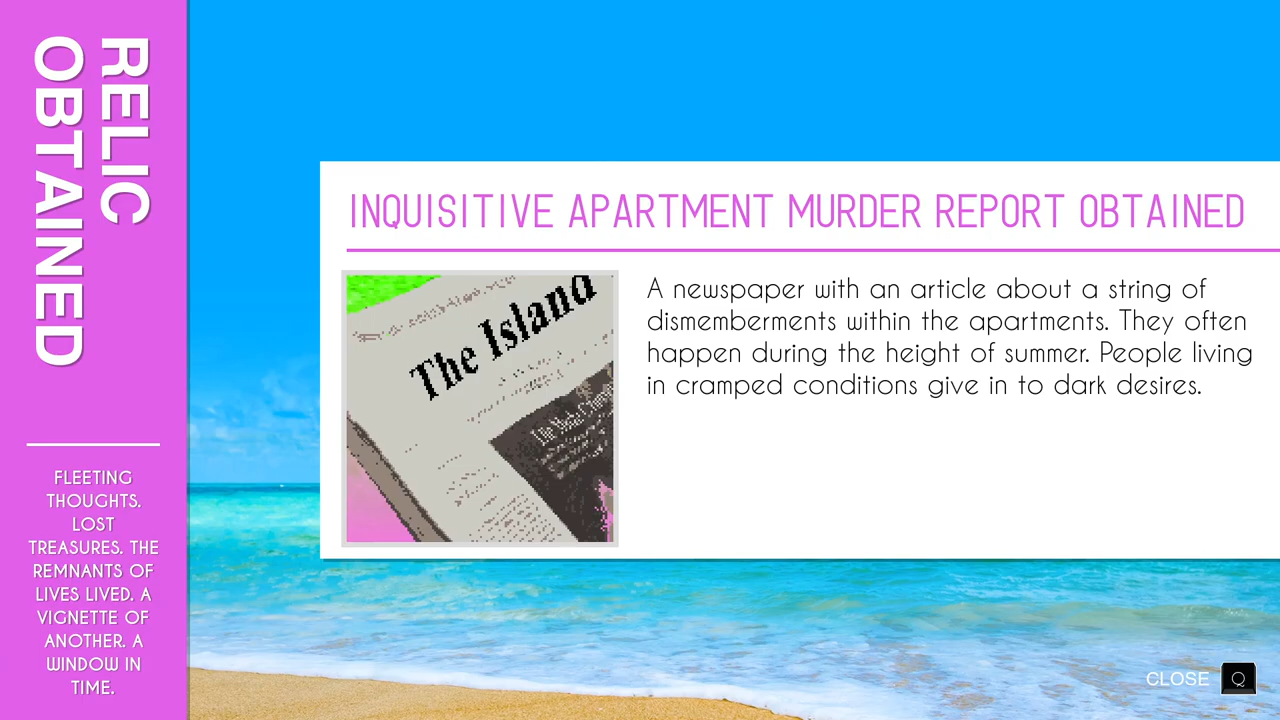 RELIC
OBTAINED
FLEETING
THOUGHTS.
LOST
TREASURES. THE
REMNANTS OF
LIVES LIVED. A
VIGNETTE OF
ANOTHER. A
WINDOW IN
TIME.
INQUISITIVE APARTMENT MURDER REPORT OBTAINED
The Island
A newspaper with an article about a string of
dismemberments within the apartments. They often
happen during the height of summer. People living
in cramped conditions give in to dark desires.
CLOSE Q